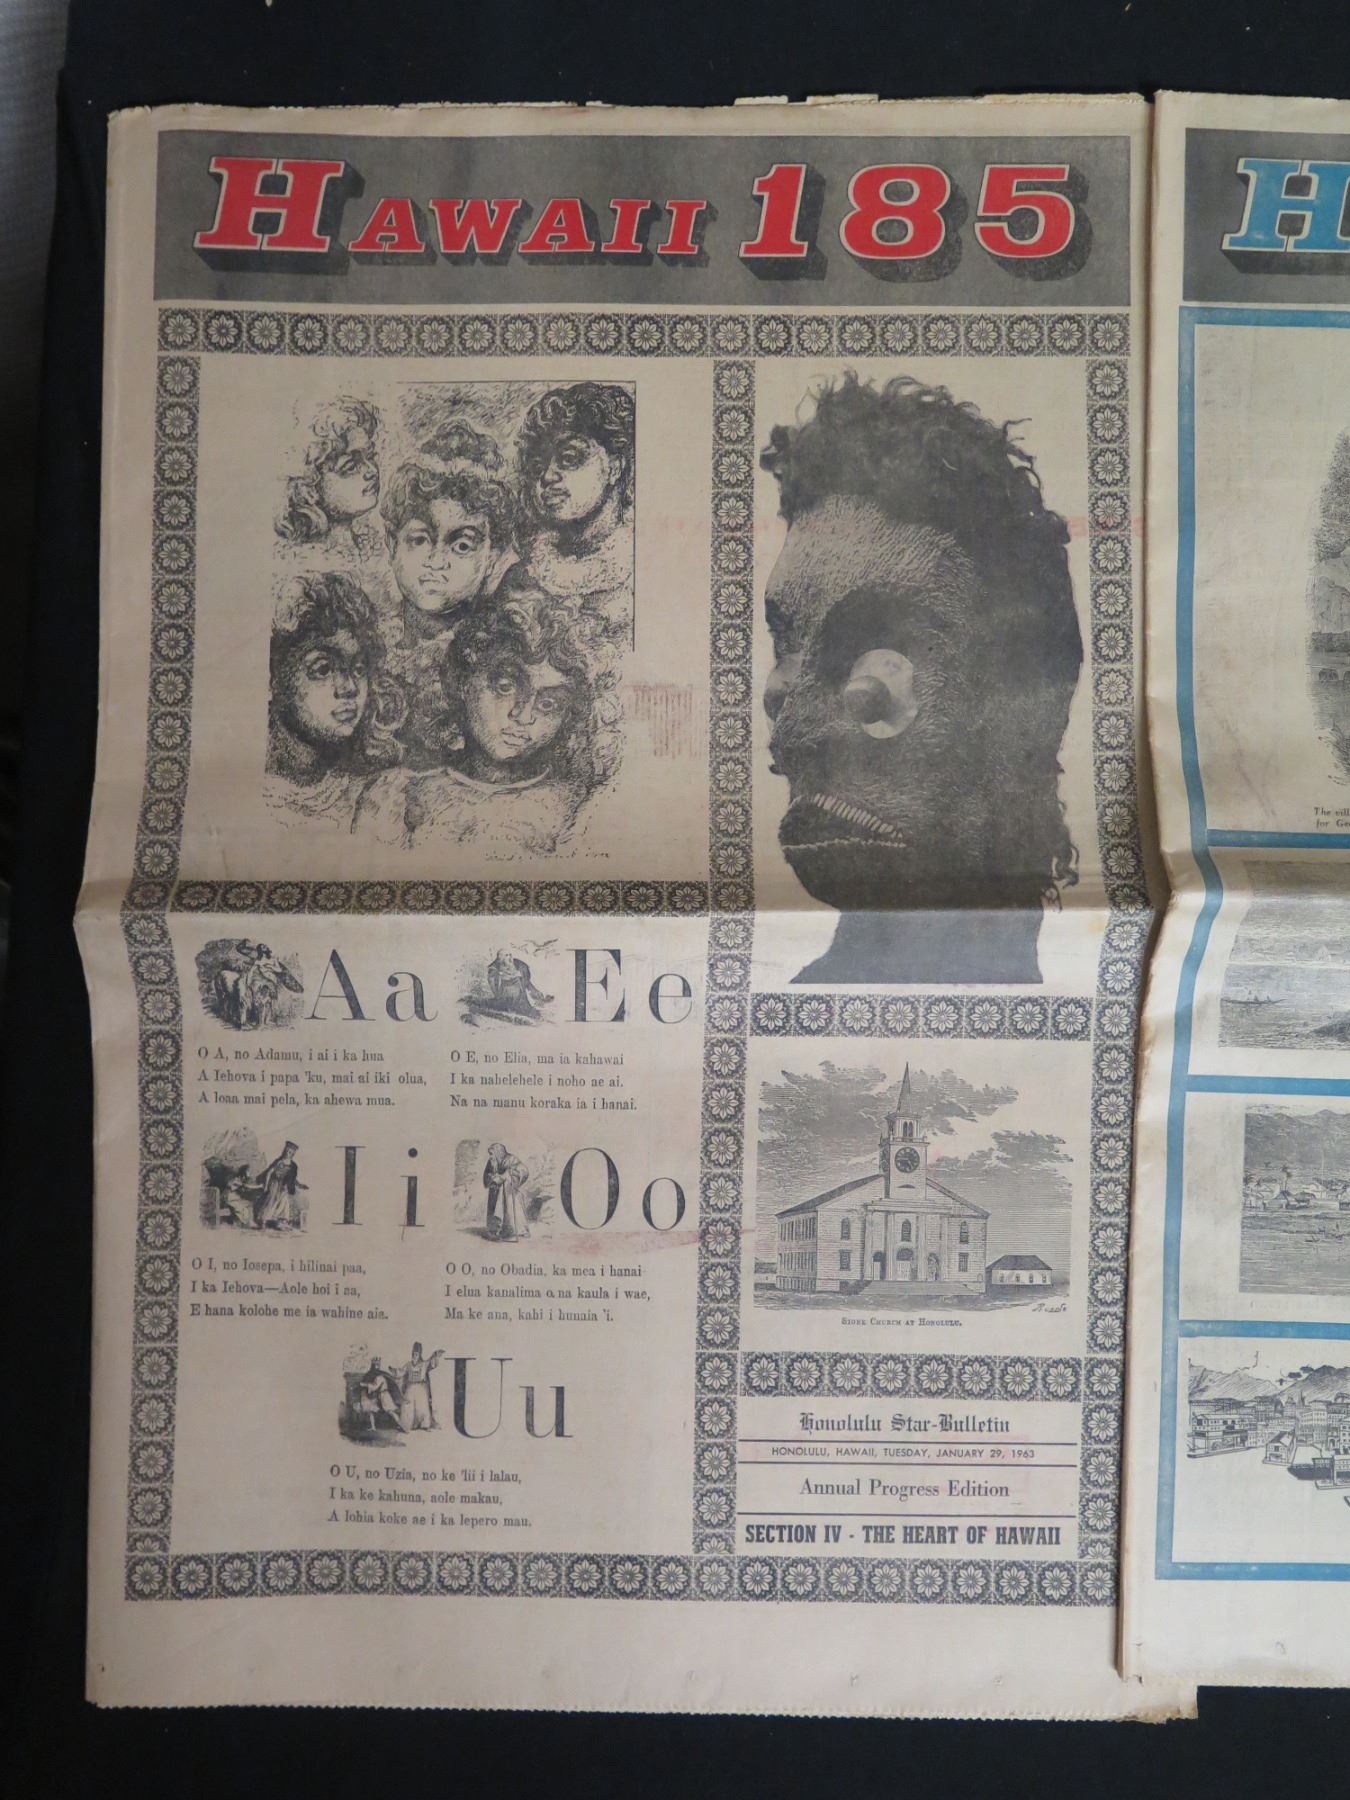 HAWAII 185
Aa
O A, no Adamu, i ai i ka hua
A Iehova i papa 'ku, mai ai iki olua,
A loaa mai pela, ka ahewa mua.
Ee
O E, no Elia, ma ia kahawai
I ka nahelehele i noho ae ai.
Na na manu koraka ia i hanai.
Ii
O I, no Iosepa, i hilinai paa,
I ka Iehova—Aole hoi i aa,
E hana kolohe me ia wahine aia.
Oo
O O, no Obadia, ka mea i hanai
I elua kanalima o na kaula i wae,
Ma ke ana, kahi i hunaia 'i.
Uu
O U, no Uzia, no ke 'lii i lalau,
I ka ke kahuna, aole makau,
A lohia koke ae i ka lepero mau.
STONE CHURCH AT HONOLULU.
Honolulu Star-Bulletin
HONOLULU, HAWAII, TUESDAY, JANUARY 29, 1963
Annual Progress Edition
SECTION IV - THE HEART OF HAWAII
H
The vill
for Ge